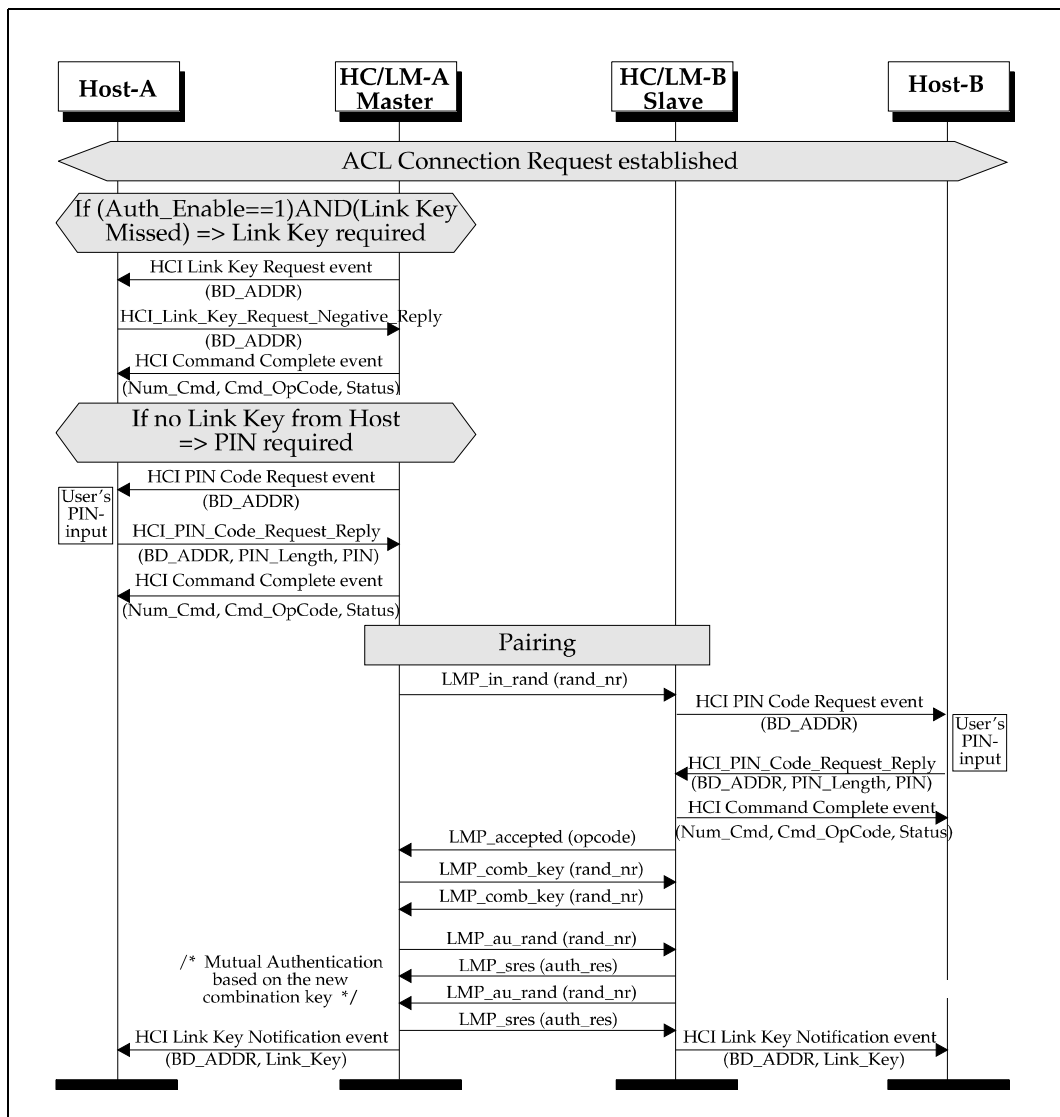 Host-A
HC/LM-A
Master
HC/LM-B
Slave
Host-B
ACL Connection Request established
If (Auth_Enable==1)AND(Link Key
Missed) => Link Key required
HCI Link Key Request event
(BD_ADDR)
HCI_Link_Key_Request_Negative_Reply
(BD_ADDR)
HCI Command Complete event
(Num_Cmd, Cmd_OpCode, Status)
If no Link Key from Host
=> PIN required
HCI PIN Code Request event
(BD_ADDR)
User's
PIN-
input
HCI_PIN_Code_Request_Reply
(BD_ADDR, PIN_Length, PIN)
HCI Command Complete event
(Num_Cmd, Cmd_OpCode, Status)
Pairing
LMP_in_rand (rand_nr)
HCI PIN Code Request event
(BD_ADDR)
User's
PIN-
input
HCI_PIN_Code_Request_Reply
(BD_ADDR, PIN_Length, PIN)
HCI Command Complete event
(Num_Cmd, Cmd_OpCode, Status)
LMP_accepted (opcode)
LMP_comb_key (rand_nr)
LMP_comb_key (rand_nr)
LMP_au_rand (rand_nr)
/* Mutual Authentication
based on the new
combination key */
LMP_sres (auth_res)
LMP_au_rand (rand_nr)
LMP_sres (auth_res)
HCI Link Key Notification event
(BD_ADDR, Link_Key)
HCI Link Key Notification event
(BD_ADDR, Link_Key)